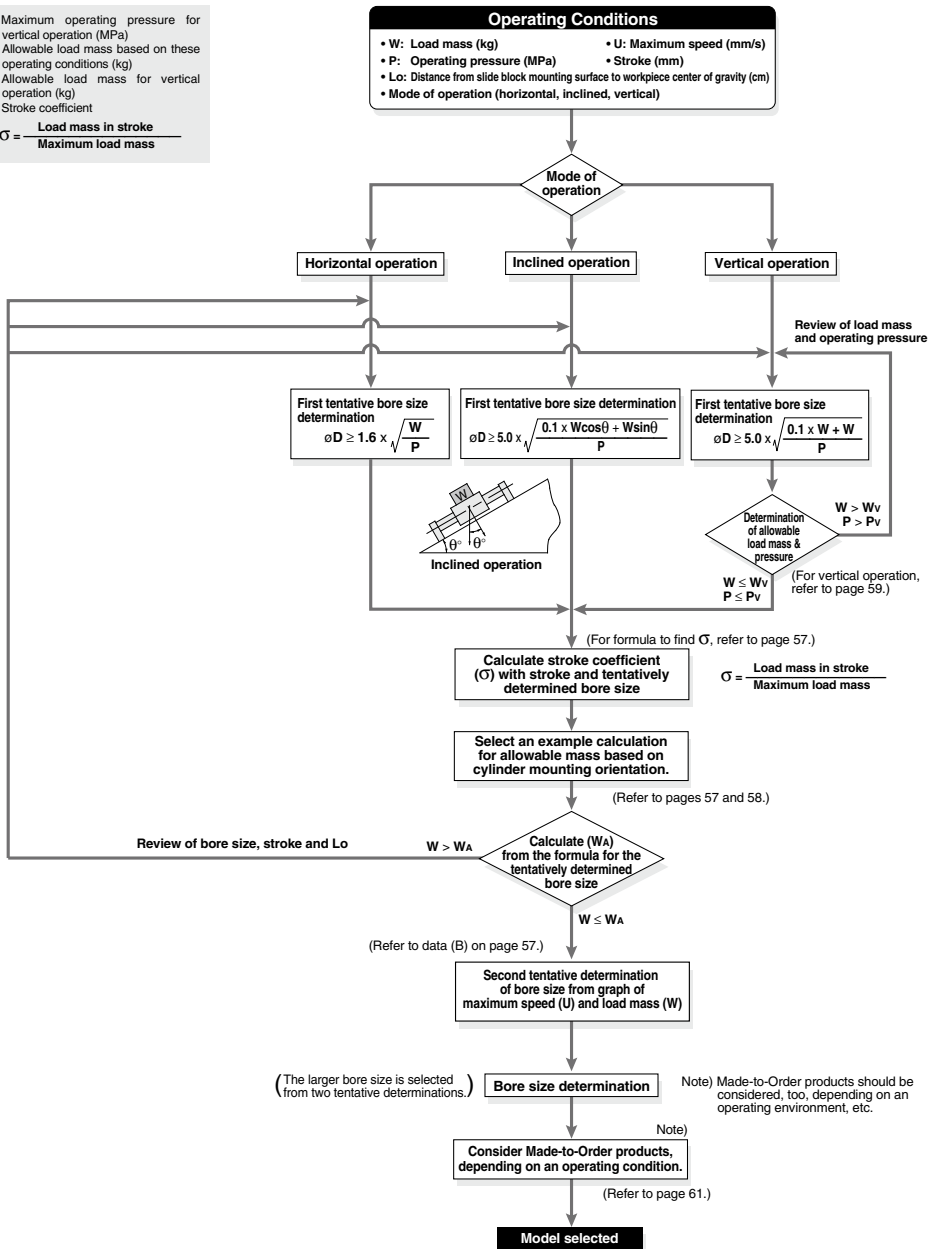 Maximum operating pressure for
vertical operation (MPa)
Allowable load mass based on these
operating conditions (kg)
Allowable load mass for vertical
operation (kg)
Stroke coefficient
σ = Load mass in stroke / Maximum load mass
Operating Conditions
• W: Load mass (kg)
• U: Maximum speed (mm/s)
• P: Operating pressure (MPa)
• Stroke (mm)
• Lo: Distance from slide block mounting surface to workpiece center of gravity (cm)
• Mode of operation (horizontal, inclined, vertical)
Mode of
operation
Horizontal operation
Inclined operation
Vertical operation
Review of load mass
and operating pressure
First tentative bore size
determination
øD ≥ 1.6 x √(W / P)
First tentative bore size determination
øD ≥ 5.0 x √((0.1 x Wcosθ + Wsinθ) / P)
First tentative bore size
determination
øD ≥ 5.0 x √((0.1 x W + W) / P)
W
θ° θ°
Inclined operation
Determination
of allowable
load mass &
pressure
W > Wv
P > Pv
W ≤ Wv
P ≤ Pv
(For vertical operation,
refer to page 59.)
(For formula to find σ, refer to page 57.)
Calculate stroke coefficient
(σ) with stroke and tentatively
determined bore size
σ = Load mass in stroke / Maximum load mass
Select an example calculation
for allowable mass based on
cylinder mounting orientation.
(Refer to pages 57 and 58.)
Review of bore size, stroke and Lo
W > WA
Calculate (WA)
from the formula for the
tentatively determined
bore size
W ≤ WA
(Refer to data (B) on page 57.)
Second tentative determination
of bore size from graph of
maximum speed (U) and load mass (W)
(The larger bore size is selected
from two tentative determinations.)
Bore size determination
Note) Made-to-Order products should be
considered, too, depending on an
operating environment, etc.
Note)
Consider Made-to-Order products,
depending on an operating condition.
(Refer to page 61.)
Model selected